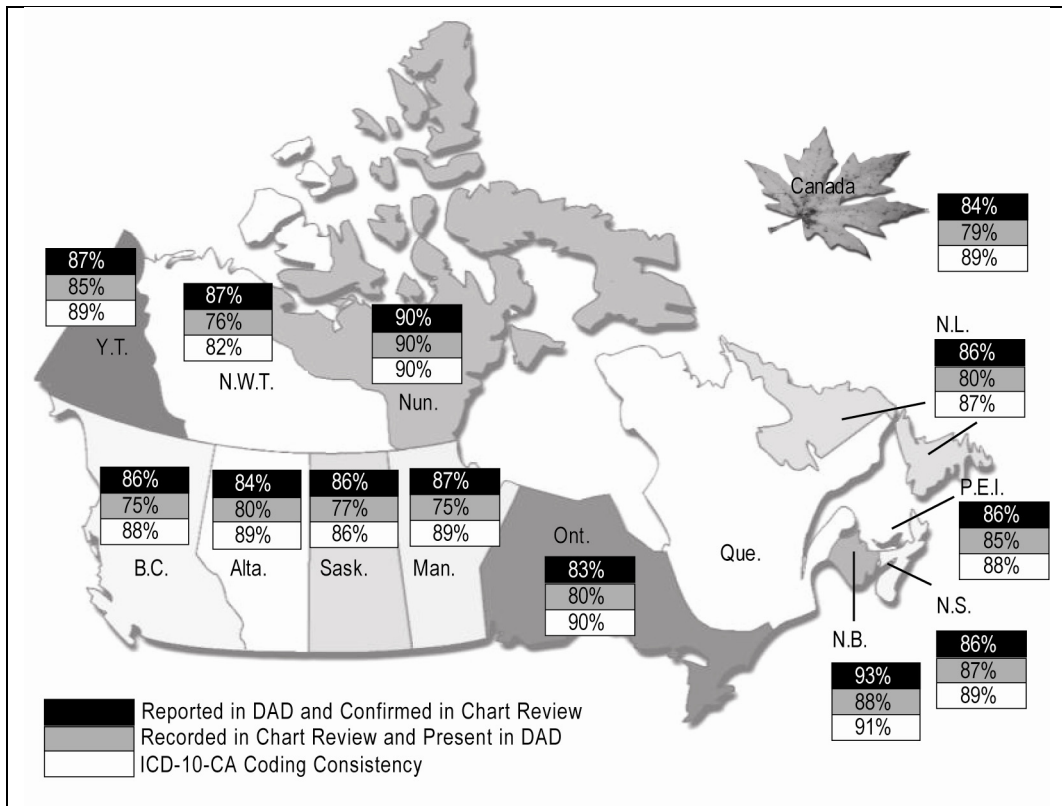 Canada
84%
79%
89%
87%
85%
89%
Y.T.
87%
76%
82%
N.W.T.
90%
90%
90%
Nun.
N.L.
86%
80%
87%
86%
75%
88%
B.C.
84%
80%
89%
Alta.
86%
77%
86%
Sask.
87%
75%
89%
Man.
Ont.
83%
80%
90%
Que.
P.E.I.
86%
85%
88%
N.S.
86%
87%
89%
N.B.
93%
88%
91%
Reported in DAD and Confirmed in Chart Review
Recorded in Chart Review and Present in DAD
ICD-10-CA Coding Consistency